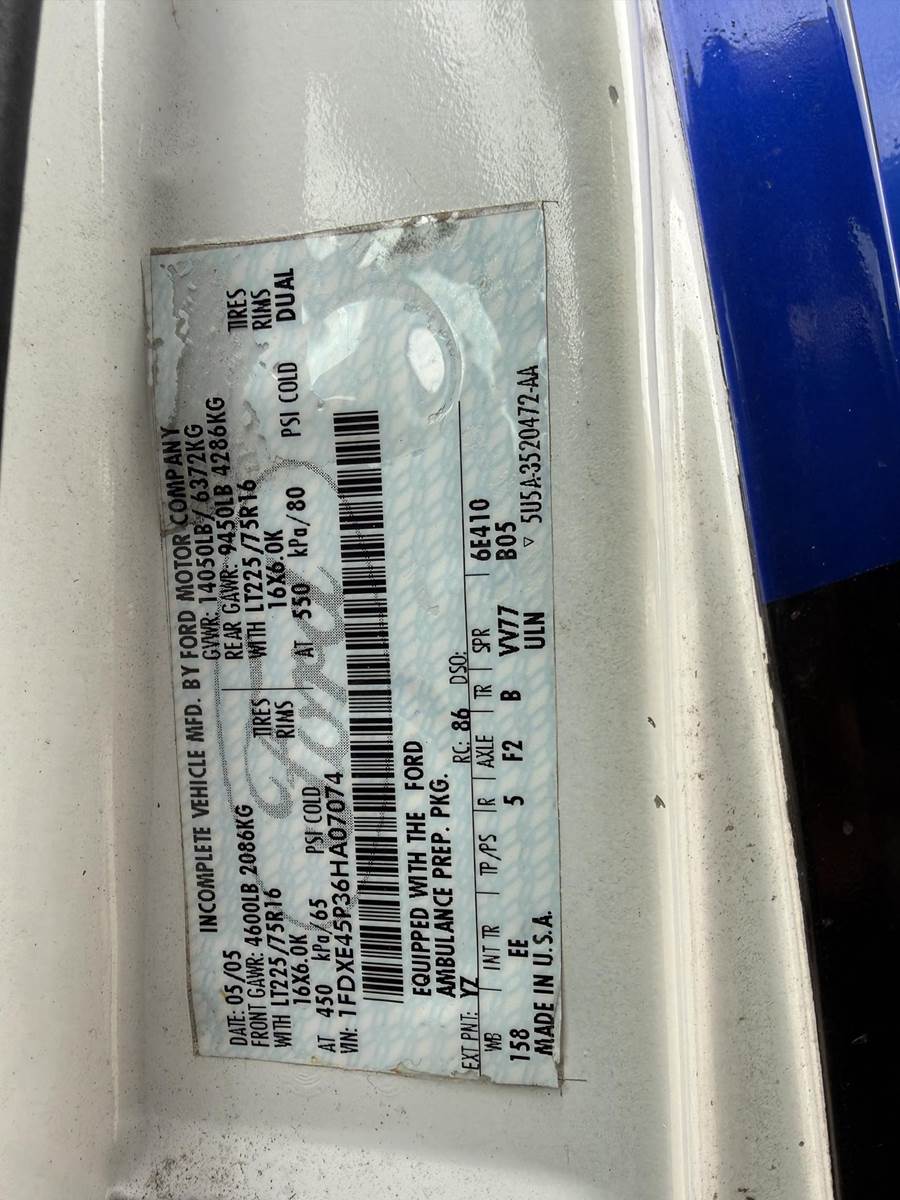 INCOMPLETE VEHICLE MFD. BY FORD MOTOR COMPANY
DATE: 05/05 GVWR: 14050LB / 6372KG
FRONT GAWR: 4600LB 2086KG REAR GAWR: 9450LB 4286KG
WITH LT225/75R16 TIRES WITH LT225/75R16 TIRES
16X6.0K RIMS 16X6.0K RIMS
AT 450 kPa/65 PSI COLD AT 550 kPa/80 PSI COLD DUAL
VIN: 1FDXE45P36HA07074
Ford
EQUIPPED WITH THE FORD
AMBULANCE PREP. PKG.
EXT PNT: YZ RC: 86 DSO:
WB INT TR TP/PS R AXLE TR SPR 6E410
158 EE 5 F2 B VV77 B05
MADE IN U.S.A. ULN
▽ 5U5A-3520472-AA